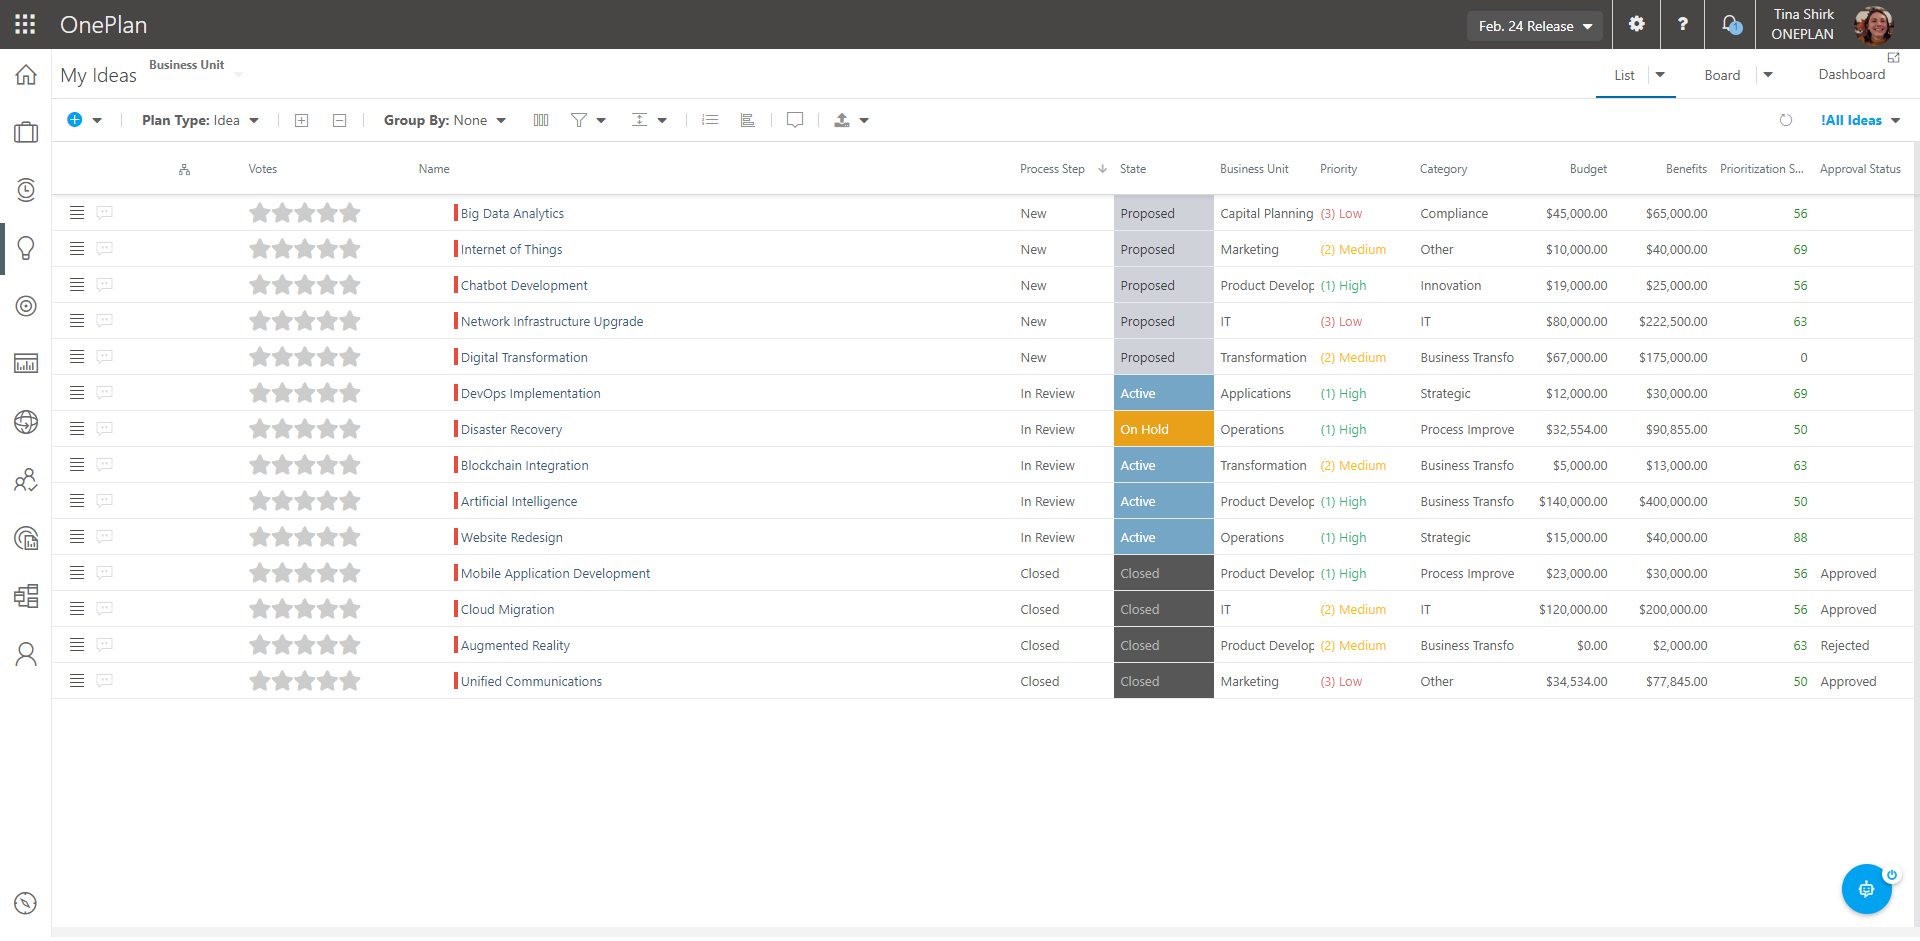 OnePlan
Feb. 24 Release
?
1
Tina Shirk
ONEPLAN
My Ideas
Business Unit
List
Board
Dashboard
Plan Type: Idea
Group By: None
!All Ideas
Votes Name Process Step State Business Unit Priority Category Budget Benefits Prioritization S... Approval Status
Big Data Analytics New Proposed Capital Planning (3) Low Compliance $45,000.00 $65,000.00 56
Internet of Things New Proposed Marketing (2) Medium Other $10,000.00 $40,000.00 69
Chatbot Development New Proposed Product Develop (1) High Innovation $19,000.00 $25,000.00 56
Network Infrastructure Upgrade New Proposed IT (3) Low IT $80,000.00 $222,500.00 63
Digital Transformation New Proposed Transformation (2) Medium Business Transfo $67,000.00 $175,000.00 0
DevOps Implementation In Review Active Applications (1) High Strategic $12,000.00 $30,000.00 69
Disaster Recovery In Review On Hold Operations (1) High Process Improve $32,554.00 $90,855.00 50
Blockchain Integration In Review Active Transformation (2) Medium Business Transfo $5,000.00 $13,000.00 63
Artificial Intelligence In Review Active Product Develop (1) High Business Transfo $140,000.00 $400,000.00 50
Website Redesign In Review Active Operations (1) High Strategic $15,000.00 $40,000.00 88
Mobile Application Development Closed Closed Product Develop (1) High Process Improve $23,000.00 $30,000.00 56 Approved
Cloud Migration Closed Closed IT (2) Medium IT $120,000.00 $200,000.00 56 Approved
Augmented Reality Closed Closed Product Develop (2) Medium Business Transfo $0.00 $2,000.00 63 Rejected
Unified Communications Closed Closed Marketing (3) Low Other $34,534.00 $77,845.00 50 Approved